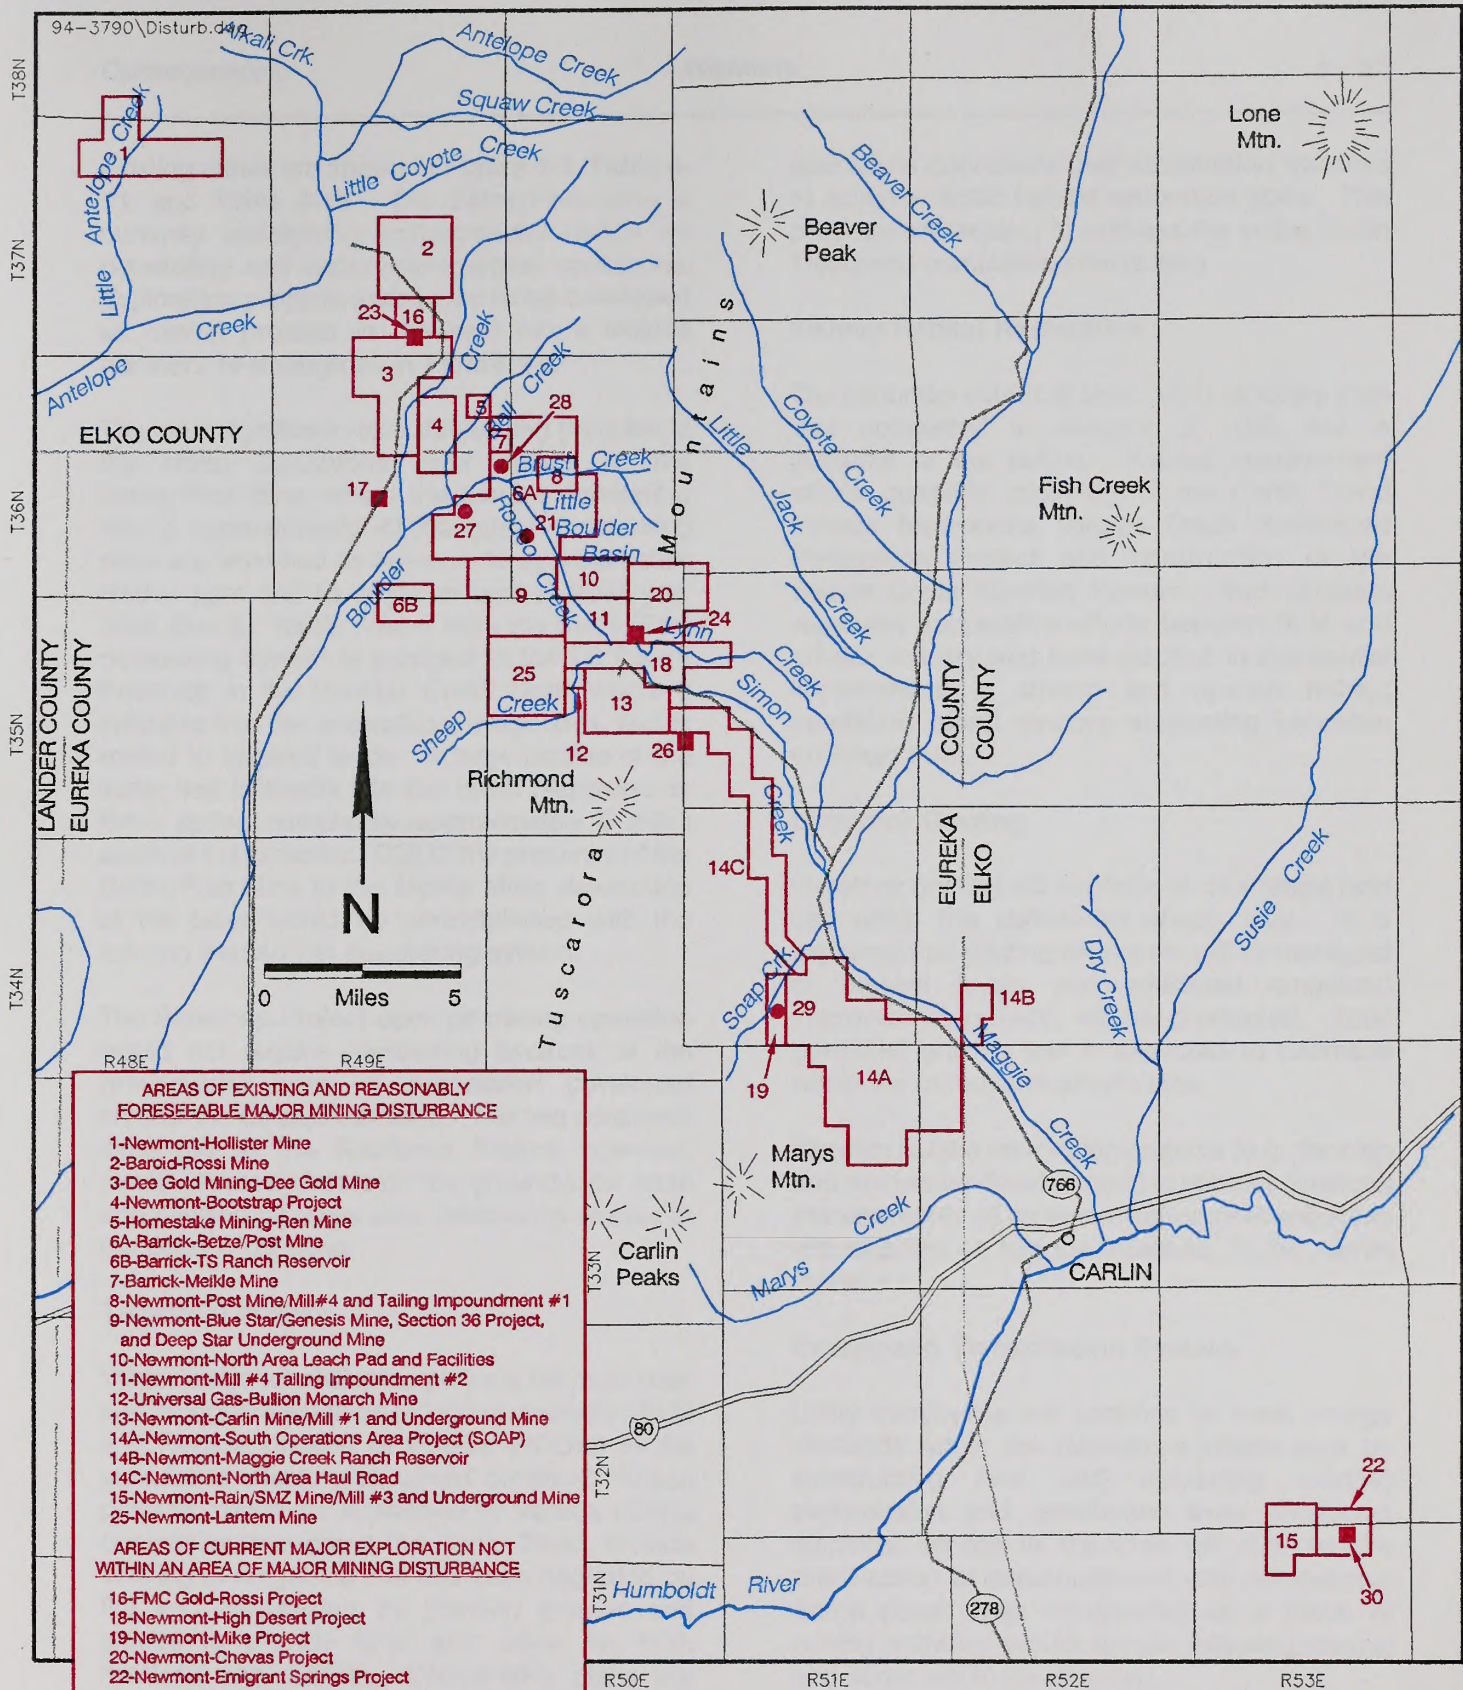 94-3790\Disturb.dwg
Alkali Crk.
Antelope Creek
Squaw Creek
Little Coyote Creek
Little Antelope Creek
Antelope Creek
T38N
T37N
T36N
T35N
T34N
T33N
T32N
T31N
Lone
Mtn.
Beaver
Peak
Beaver Creek
Coyote Creek
Little Jack Creek
Fish Creek
Mtn.
1
2
23
16
3
4
5
Bell Creek
28
7
Brush Creek
8
6A
Little
Boulder
Basin
Rodeo Creek
21
27
17
ELKO COUNTY
LANDER COUNTY
EUREKA COUNTY
Boulder Creek
6B
9
10
11
20
24
Lynn Creek
18
Simon Creek
25
13
Sheep Creek
12
26
Richmond
Mtn.
Tuscarora Mountains
N
0 Miles 5
14C
EUREKA COUNTY
ELKO COUNTY
Susie Creek
Dry Creek
Soap Crk.
29
19
14B
14A
Maggie Creek
Marys
Mtn.
Marys Creek
Carlin
Peaks
766
CARLIN
80
278
Humboldt River
22
15
30
R48E
R49E
R50E
R51E
R52E
R53E
AREAS OF EXISTING AND REASONABLY
FORESEEABLE MAJOR MINING DISTURBANCE
1-Newmont-Hollister Mine
2-Baroid-Rossi Mine
3-Dee Gold Mining-Dee Gold Mine
4-Newmont-Bootstrap Project
5-Homestake Mining-Ren Mine
6A-Barrick-Betze/Post Mine
6B-Barrick-TS Ranch Reservoir
7-Barrick-Meikle Mine
8-Newmont-Post Mine/Mill#4 and Tailing Impoundment #1
9-Newmont-Blue Star/Genesis Mine, Section 36 Project,
and Deep Star Underground Mine
10-Newmont-North Area Leach Pad and Facilities
11-Newmont-Mill #4 Tailing Impoundment #2
12-Universal Gas-Bullion Monarch Mine
13-Newmont-Carlin Mine/Mill #1 and Underground Mine
14A-Newmont-South Operations Area Project (SOAP)
14B-Newmont-Maggie Creek Ranch Reservoir
14C-Newmont-North Area Haul Road
15-Newmont-Rain/SMZ Mine/Mill #3 and Underground Mine
25-Newmont-Lantern Mine
AREAS OF CURRENT MAJOR EXPLORATION NOT
WITHIN AN AREA OF MAJOR MINING DISTURBANCE
16-FMC Gold-Rossi Project
18-Newmont-High Desert Project
19-Newmont-Mike Project
20-Newmont-Chevas Project
22-Newmont-Emigrant Springs Project